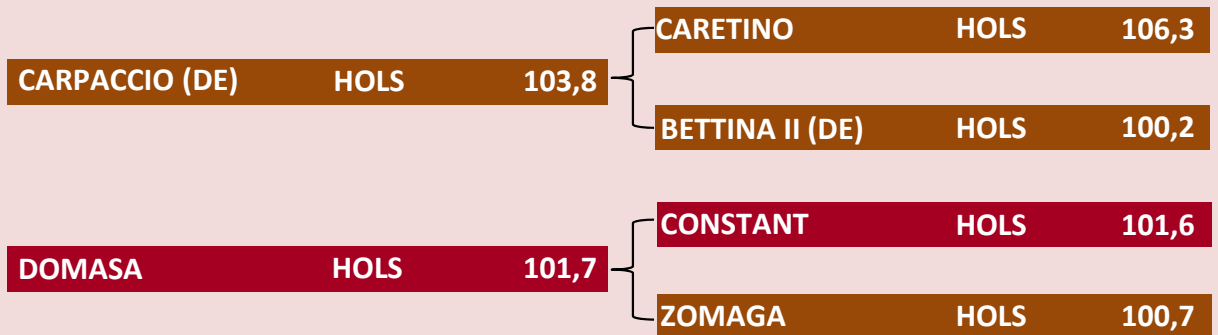 CARETINO HOLS 106,3
CARPACCIO (DE) HOLS 103,8
BETTINA II (DE) HOLS 100,2
CONSTANT HOLS 101,6
DOMASA HOLS 101,7
ZOMAGA HOLS 100,7